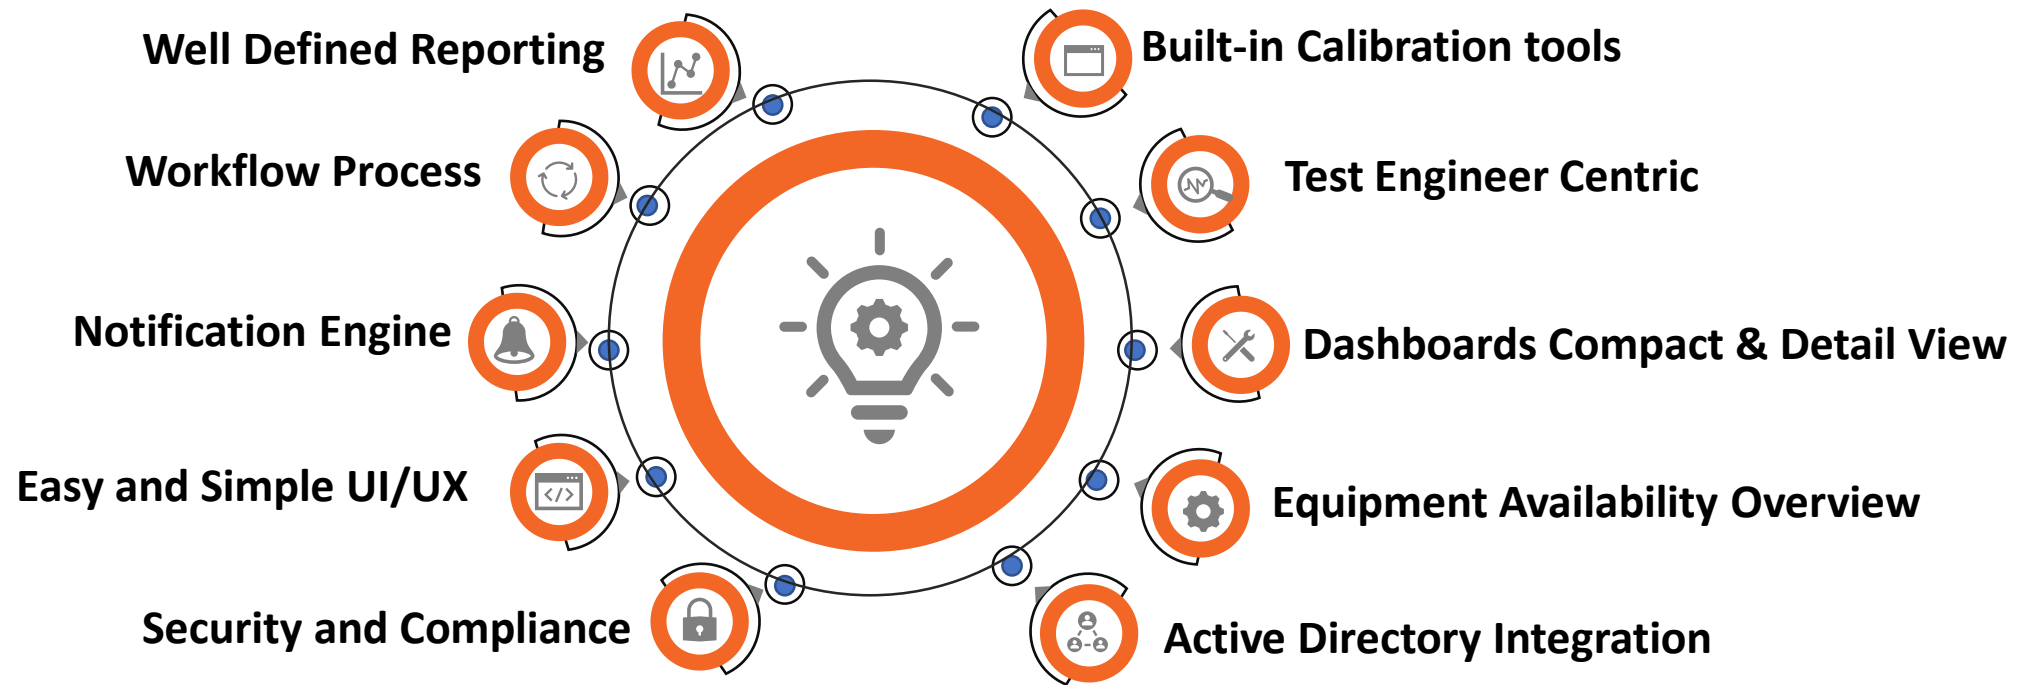 Well Defined Reporting
Built-in Calibration tools
Workflow Process
Test Engineer Centric
Notification Engine
Dashboards Compact & Detail View
Easy and Simple UI/UX
Equipment Availability Overview
Security and Compliance
Active Directory Integration